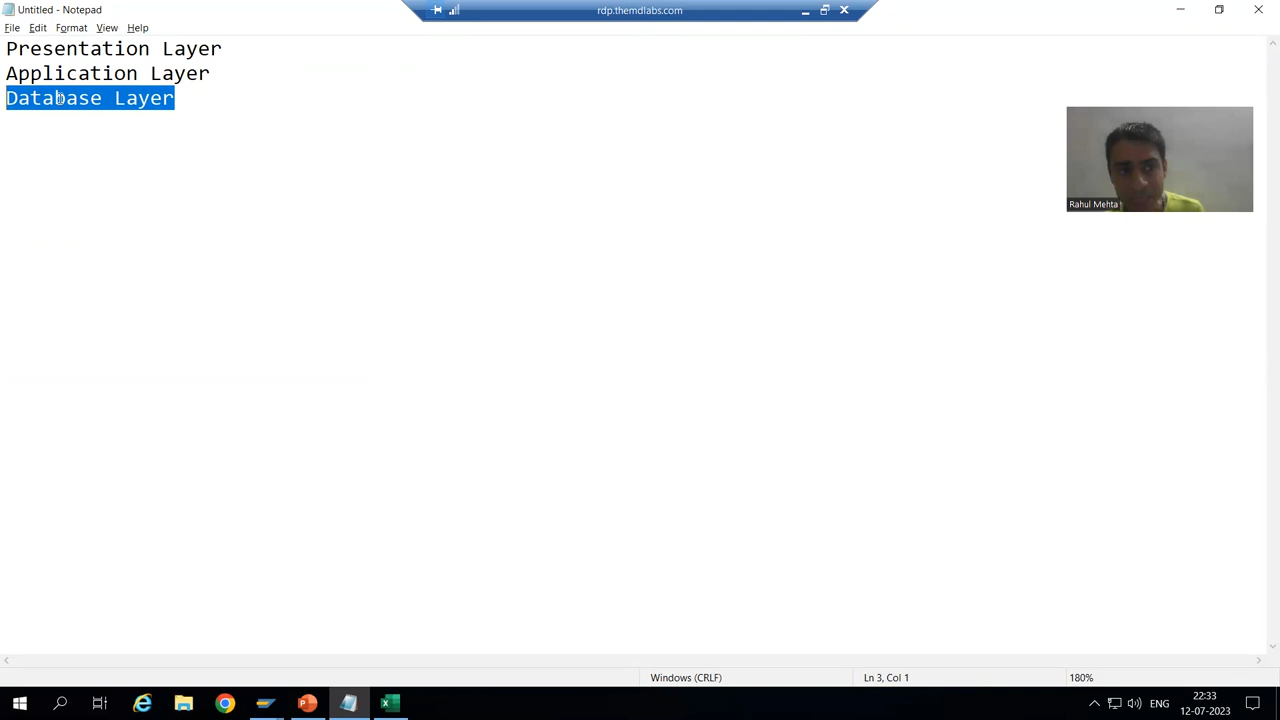 Untitled - Notepad
rdp.themdlabs.com
File Edit Format View Help
Presentation Layer
Application Layer
Database Layer
Rahul Mehta
Windows (CRLF)
Ln 3, Col 1
180%
22:33
ENG
12-07-2023